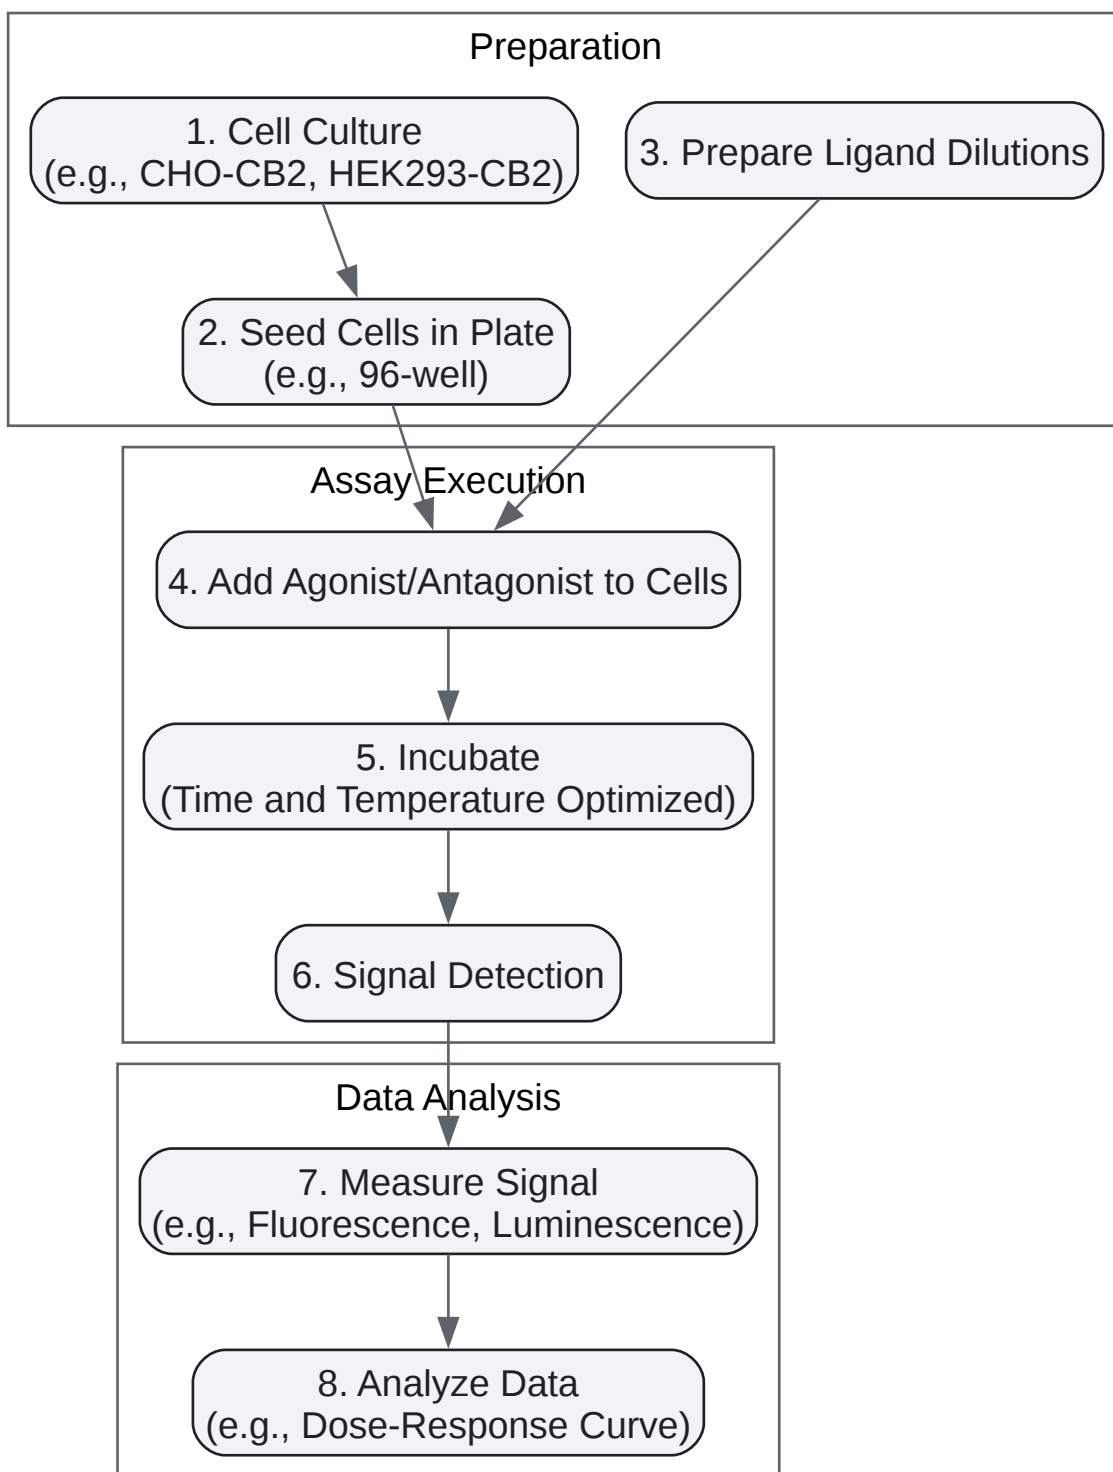 Preparation
1. Cell Culture
(e.g., CHO-CB2, HEK293-CB2)
3. Prepare Ligand Dilutions
2. Seed Cells in Plate
(e.g., 96-well)
Assay Execution
4. Add Agonist/Antagonist to Cells
5. Incubate
(Time and Temperature Optimized)
6. Signal Detection
Data Analysis
7. Measure Signal
(e.g., Fluorescence, Luminescence)
8. Analyze Data
(e.g., Dose-Response Curve)